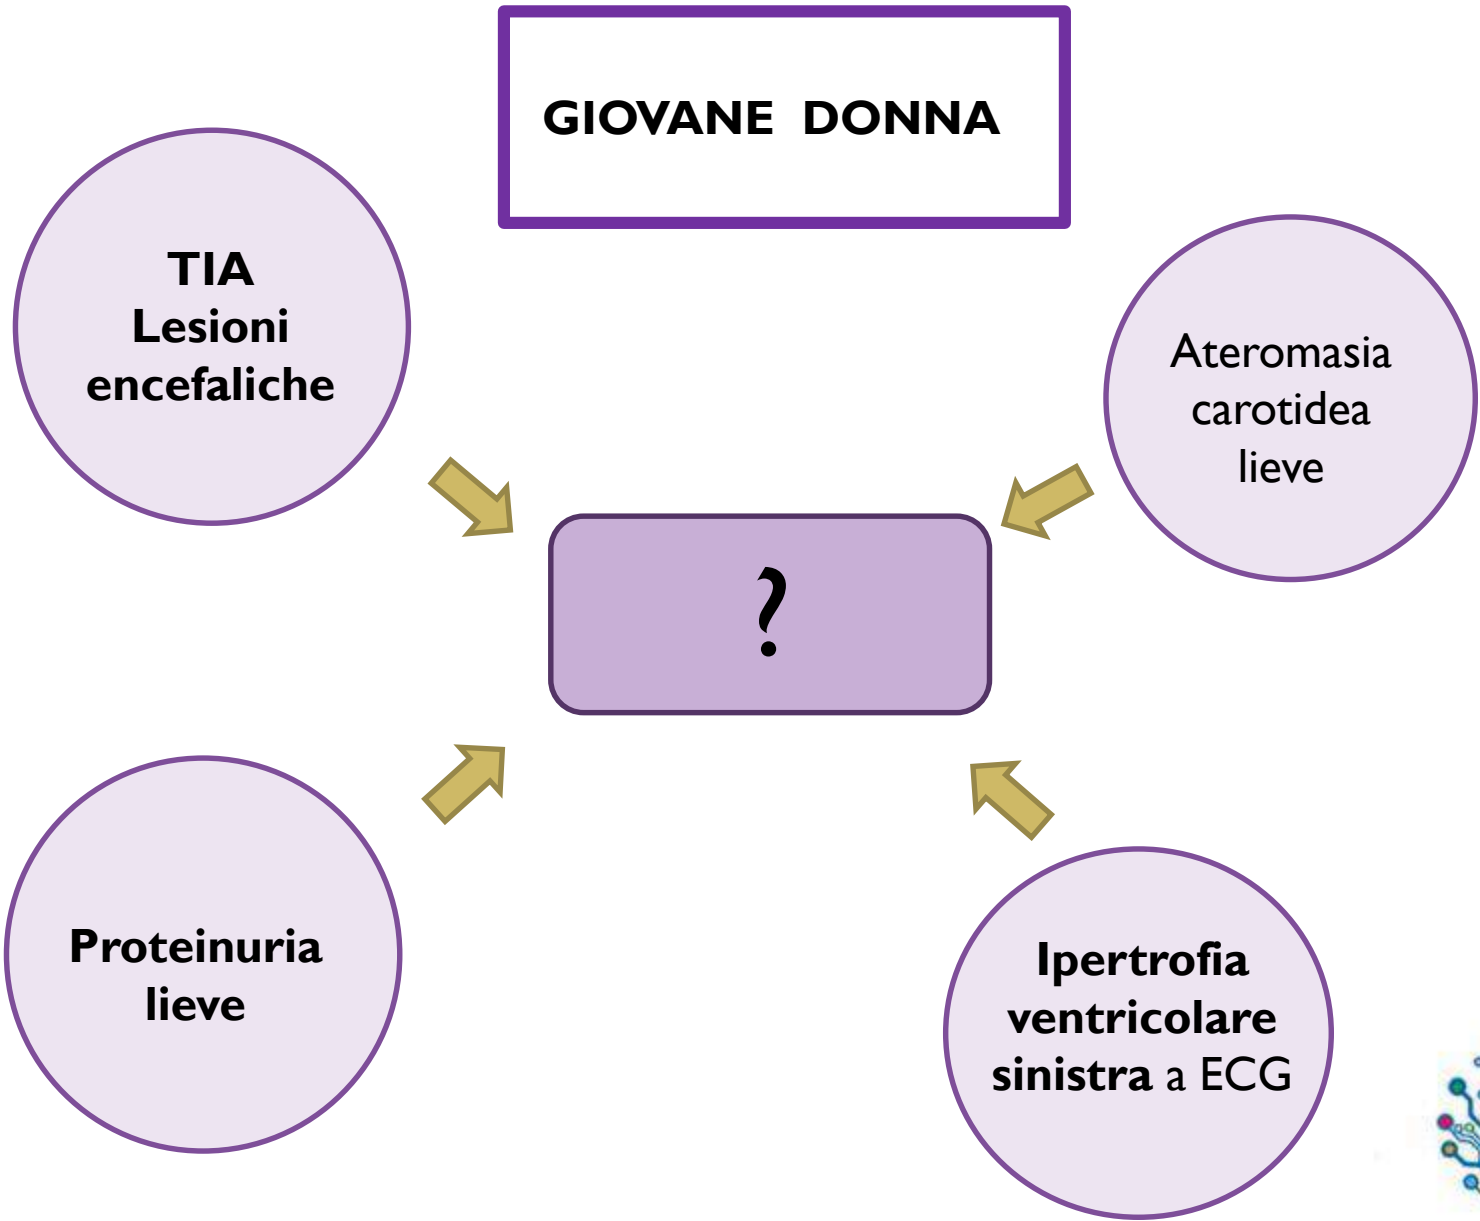 GIOVANE DONNA
TIA
Lesioni
encefaliche
Ateromasia
carotidea
lieve
?
Proteinuria
lieve
Ipertrofia
ventricolare
sinistra a ECG